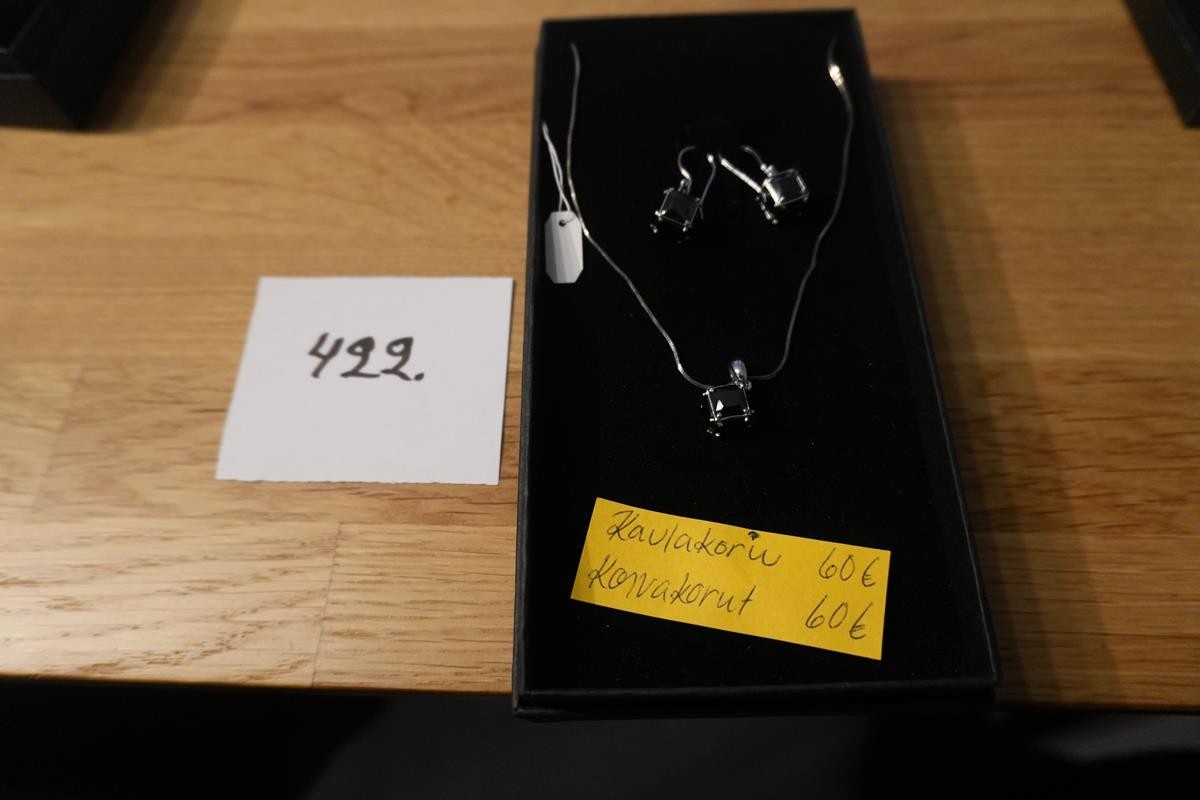 422.
Kaulakoru 60€
Korvakorut 60€